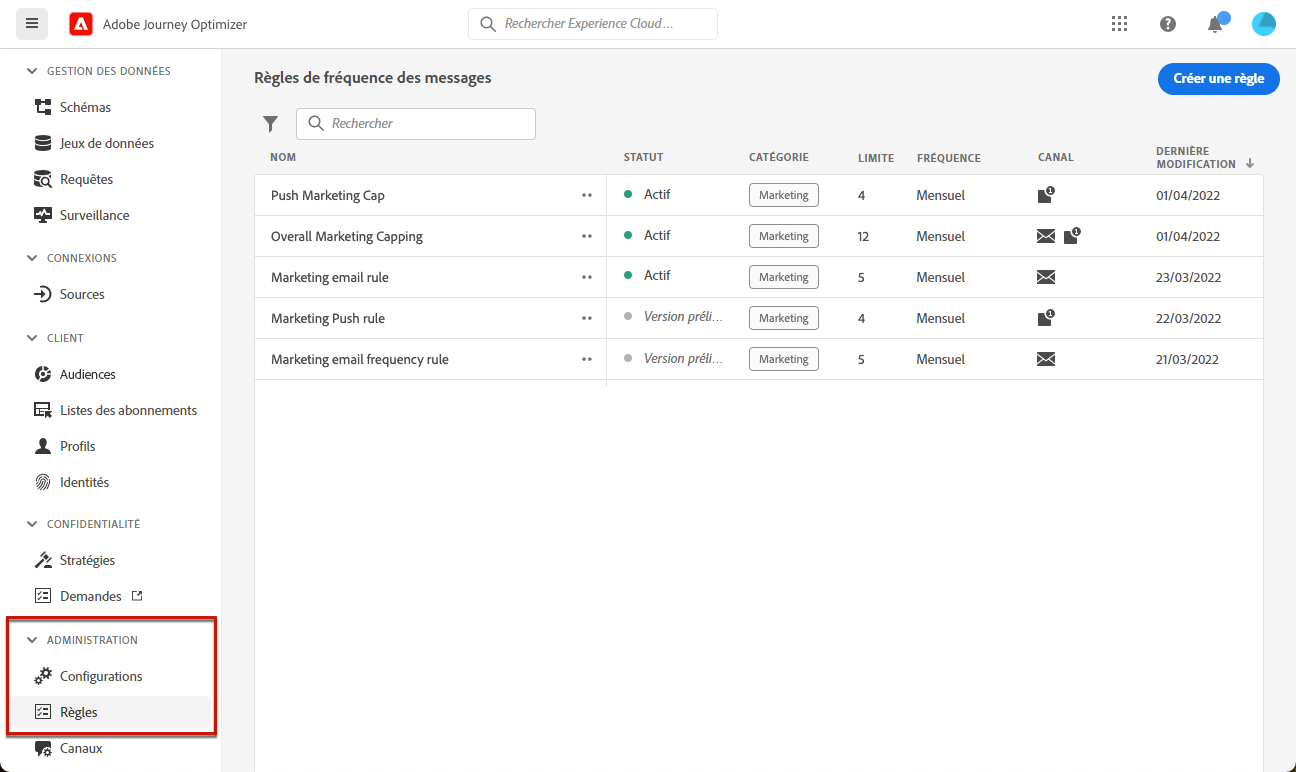 Adobe Journey Optimizer
Rechercher Experience Cloud ...
GESTION DES DONNÉES
Schémas
Jeux de données
Requêtes
Surveillance
CONNEXIONS
Sources
CLIENT
Audiences
Listes des abonnements
Profils
Identités
CONFIDENTIALITÉ
Stratégies
Demandes
ADMINISTRATION
Configurations
Règles
Canaux
Règles de fréquence des messages
Créer une règle
Rechercher
NOM STATUT CATÉGORIE LIMITE FRÉQUENCE CANAL DERNIÈRE
MODIFICATION
Push Marketing Cap Actif Marketing 4 Mensuel 1 01/04/2022
Overall Marketing Capping Actif Marketing 12 Mensuel 1 01/04/2022
Marketing email rule Actif Marketing 5 Mensuel 23/03/2022
Marketing Push rule Version préli... Marketing 4 Mensuel 1 22/03/2022
Marketing email frequency rule Version préli... Marketing 5 Mensuel 21/03/2022